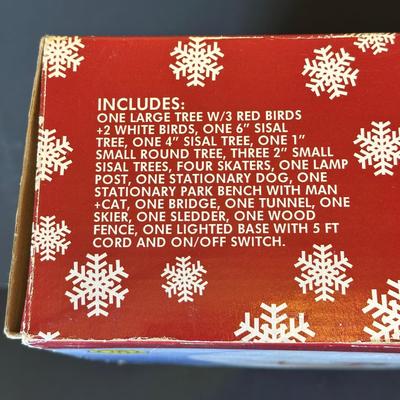 INCLUDES:
ONE LARGE TREE W/3 RED BIRDS
+2 WHITE BIRDS, ONE 6” SISAL
TREE, ONE 4” SISAL TREE, ONE 1”
SMALL ROUND TREE, THREE 2” SMALL
SISAL TREES, FOUR SKATERS, ONE LAMP
POST, ONE STATIONARY DOG, ONE
STATIONARY PARK BENCH WITH MAN
+CAT, ONE BRIDGE, ONE TUNNEL, ONE
SKIER, ONE SLEDDER, ONE WOOD
FENCE, ONE LIGHTED BASE WITH 5 FT
CORD AND ON/OFF SWITCH.